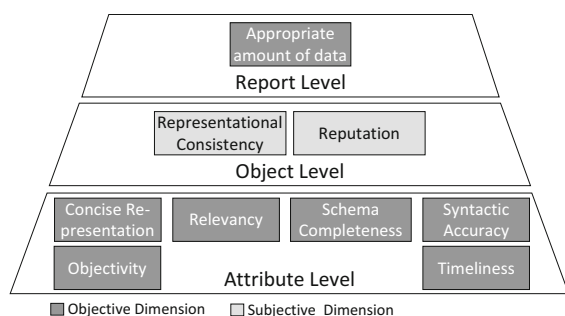 Appropriate
amount of data
Report Level
Representational
Consistency
Reputation
Object Level
Concise Re-
presentation
Relevancy
Schema
Completeness
Syntactic
Accuracy
Objectivity
Attribute Level
Timeliness
Objective Dimension
Subjective Dimension